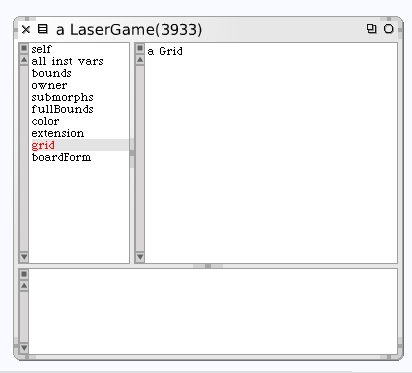 a LaserGame(3933)
self
all inst vars
bounds
owner
submorphs
fullBounds
color
extension
grid
boardForm
a Grid